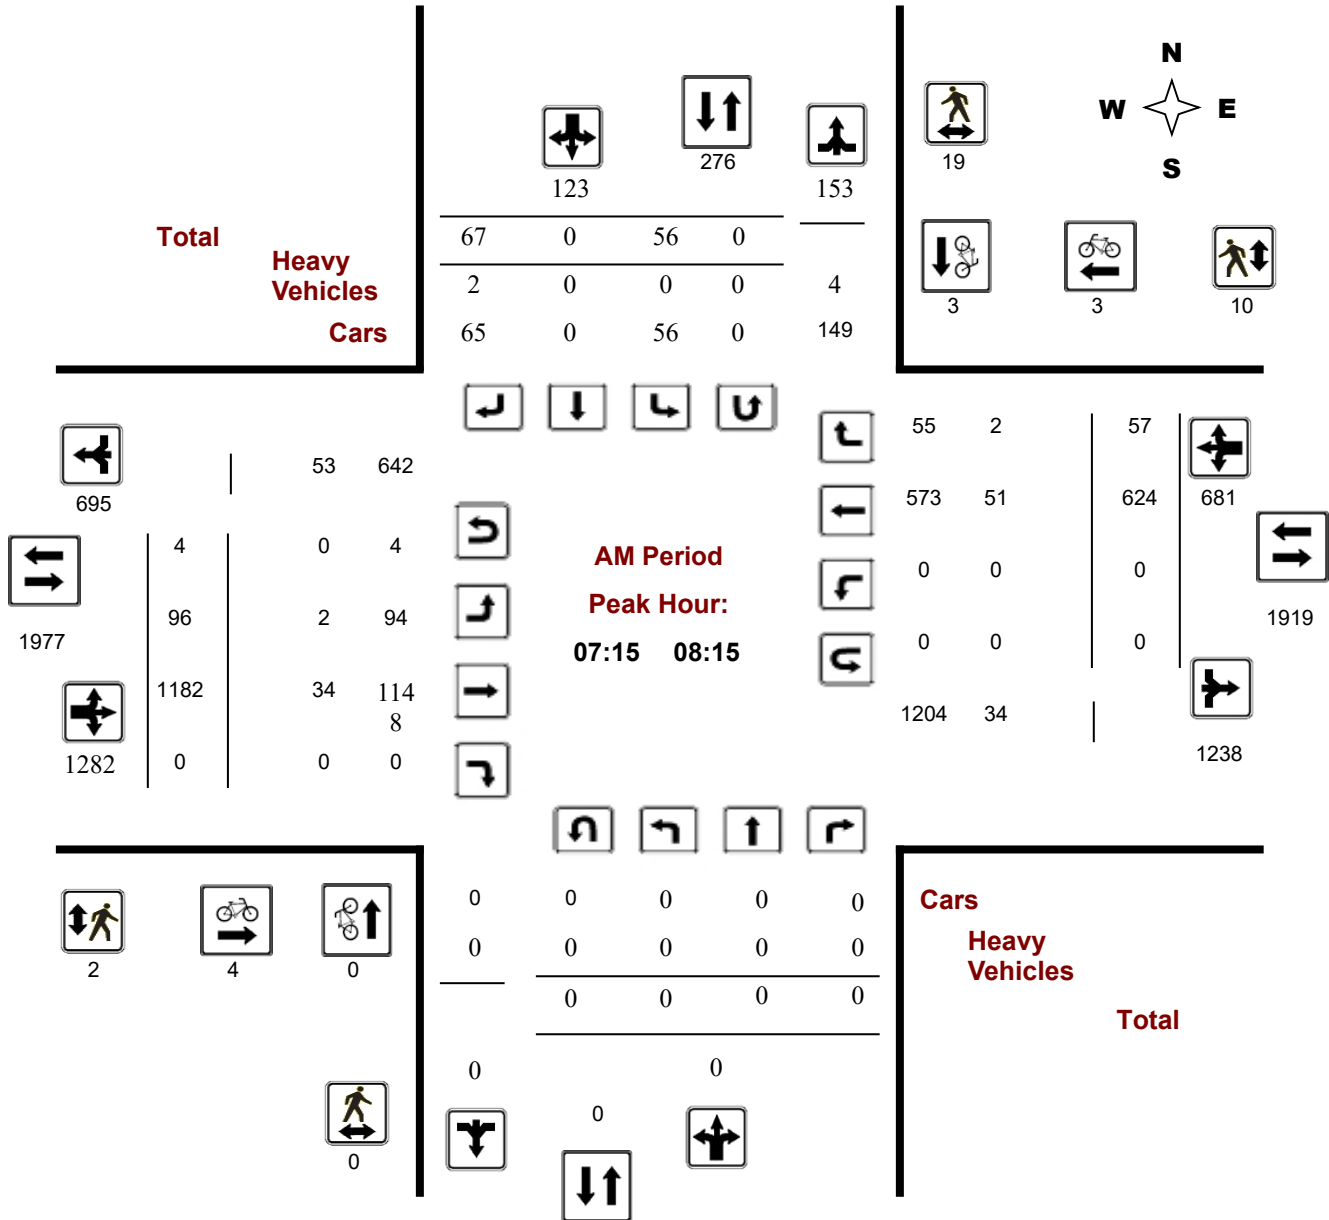 N
W E
S
276
19
123
153
Total
67 0 56 0
Heavy
Vehicles
2 0 0 0 4
3 3 10
Cars
65 0 56 0 149
55 2 57
53 642
695
573 51 624 681
4 0 4
AM Period
0 0 0
96 2 94
Peak Hour:
1919
1977
07:15 08:15
0 0 0
1182 34 114
8
1204 34
1238
1282 0 0 0
0 0 0 0 0
Cars
0 0 0 0 0
Heavy
Vehicles
2 4 0
0 0 0 0
Total
0 0
0
0